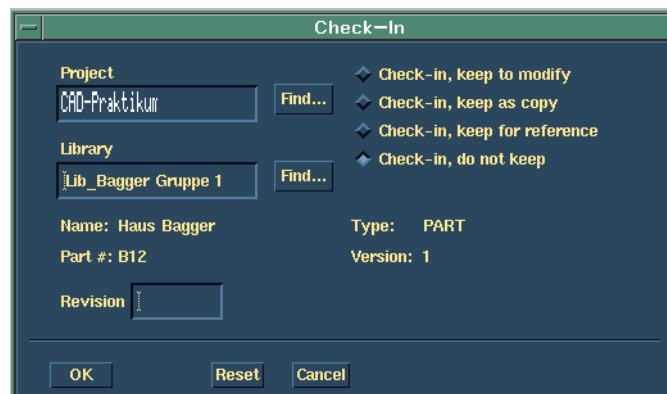 Check-In
Project
CAD-Praktikum
Find...
Library
Lib_Bagger Gruppe 1
Find...
Check-in, keep to modify
Check-in, keep as copy
Check-in, keep for reference
Check-in, do not keep
Name: Haus Bagger
Type: PART
Part #: B12
Version: 1
Revision
OK
Reset
Cancel